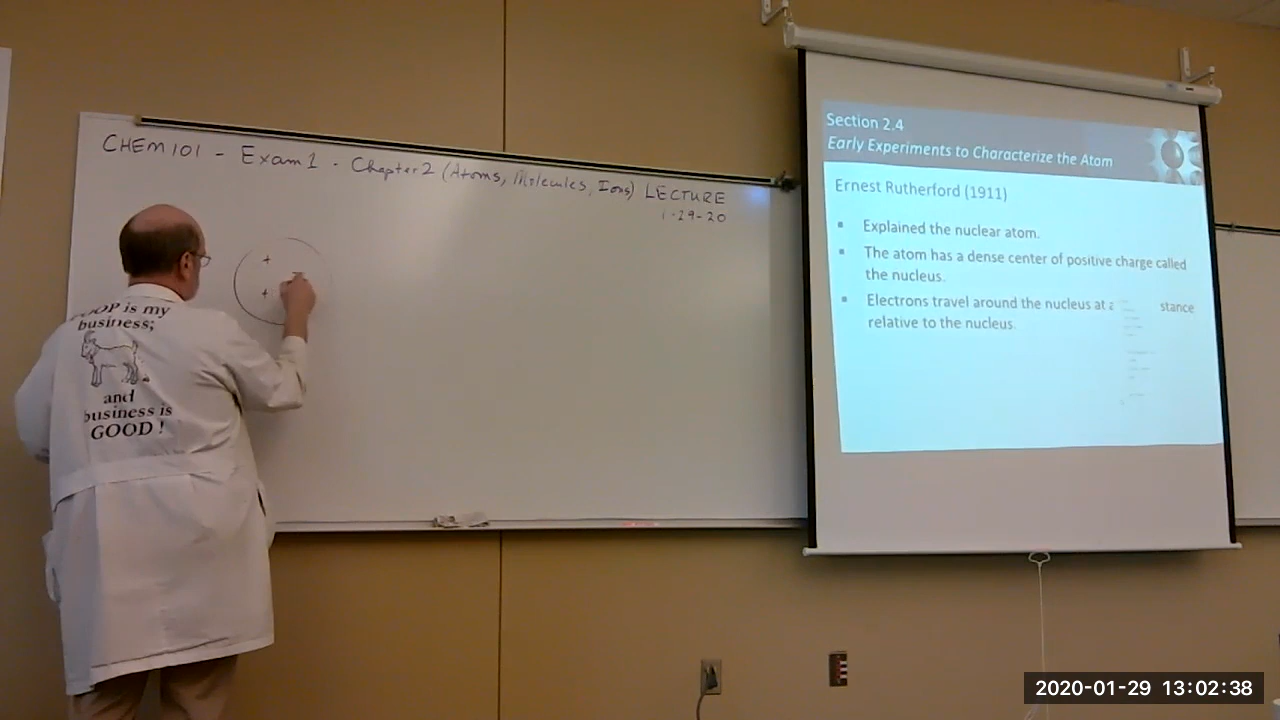 CHEM 101 - Exam 1 - Chapter 2 (Atoms, Molecules, Ions) LECTURE
1-29-20
+
+
is my
business;
and
business is
GOOD!
Section 2.4
Early Experiments to Characterize the Atom
Ernest Rutherford (1911)
▪ Explained the nuclear atom.
▪ The atom has a dense center of positive charge called
the nucleus.
▪ Electrons travel around the nucleus at a stance
relative to the nucleus.
2020-01-29 13:02:38